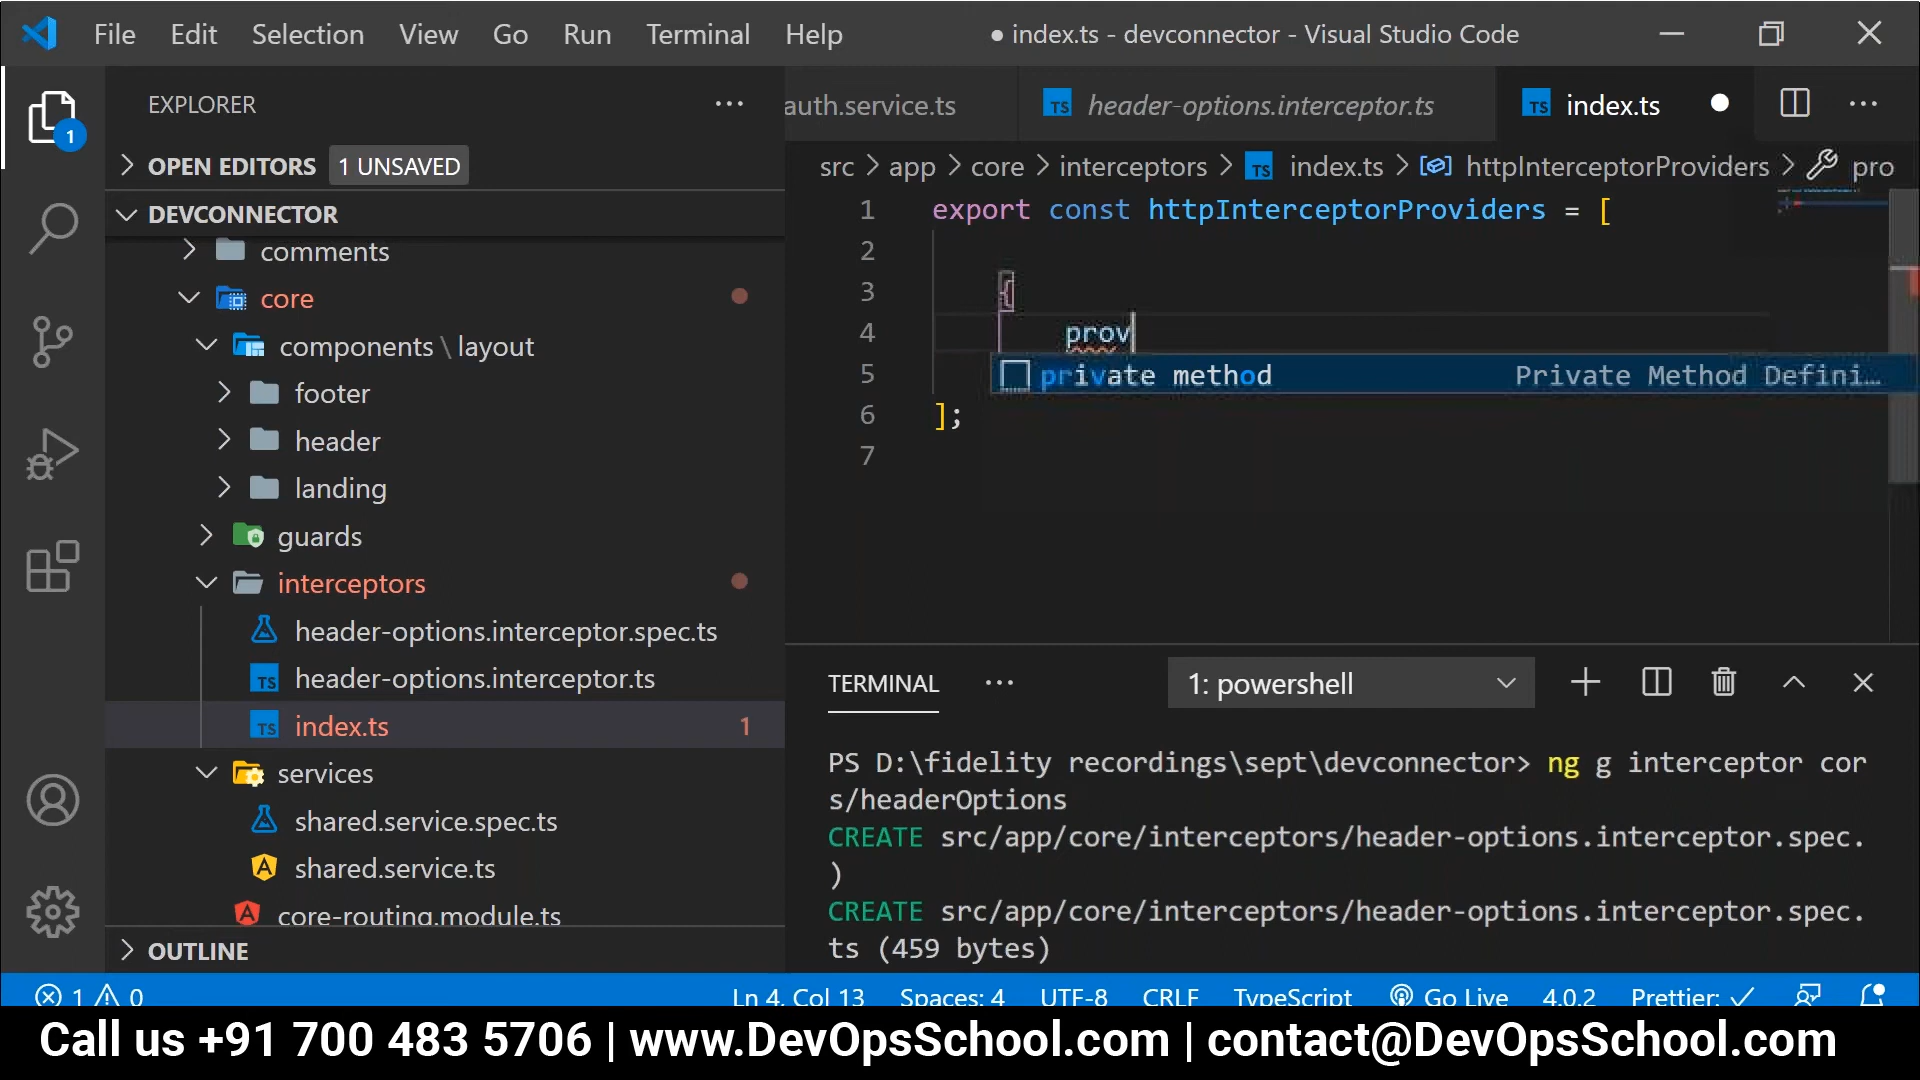 File Edit Selection View Go Run Terminal Help
● index.ts - devconnector - Visual Studio Code
EXPLORER
OPEN EDITORS 1 UNSAVED
DEVCONNECTOR
comments
core
components \ layout
footer
header
landing
guards
interceptors
header-options.interceptor.spec.ts
header-options.interceptor.ts
index.ts 1
services
shared.service.spec.ts
shared.service.ts
core-routing.module.ts
OUTLINE
1
auth.service.ts
header-options.interceptor.ts
index.ts
src > app > core > interceptors > index.ts > httpInterceptorProviders > pro
1 export const httpInterceptorProviders = [
2
3 {
4 prov
5
private method Private Method Defini…
6 ];
7
TERMINAL
1: powershell
PS D:\fidelity recordings\sept\devconnector> ng g interceptor cor
s/headerOptions
CREATE src/app/core/interceptors/header-options.interceptor.spec.
)
CREATE src/app/core/interceptors/header-options.interceptor.spec.
ts (459 bytes)
1 0 Ln 4, Col 13 Spaces: 4 UTF-8 CRLF TypeScript Go Live 4.0.2 Prettier: ✓
Call us +91 700 483 5706 | www.DevOpsSchool.com | contact@DevOpsSchool.com